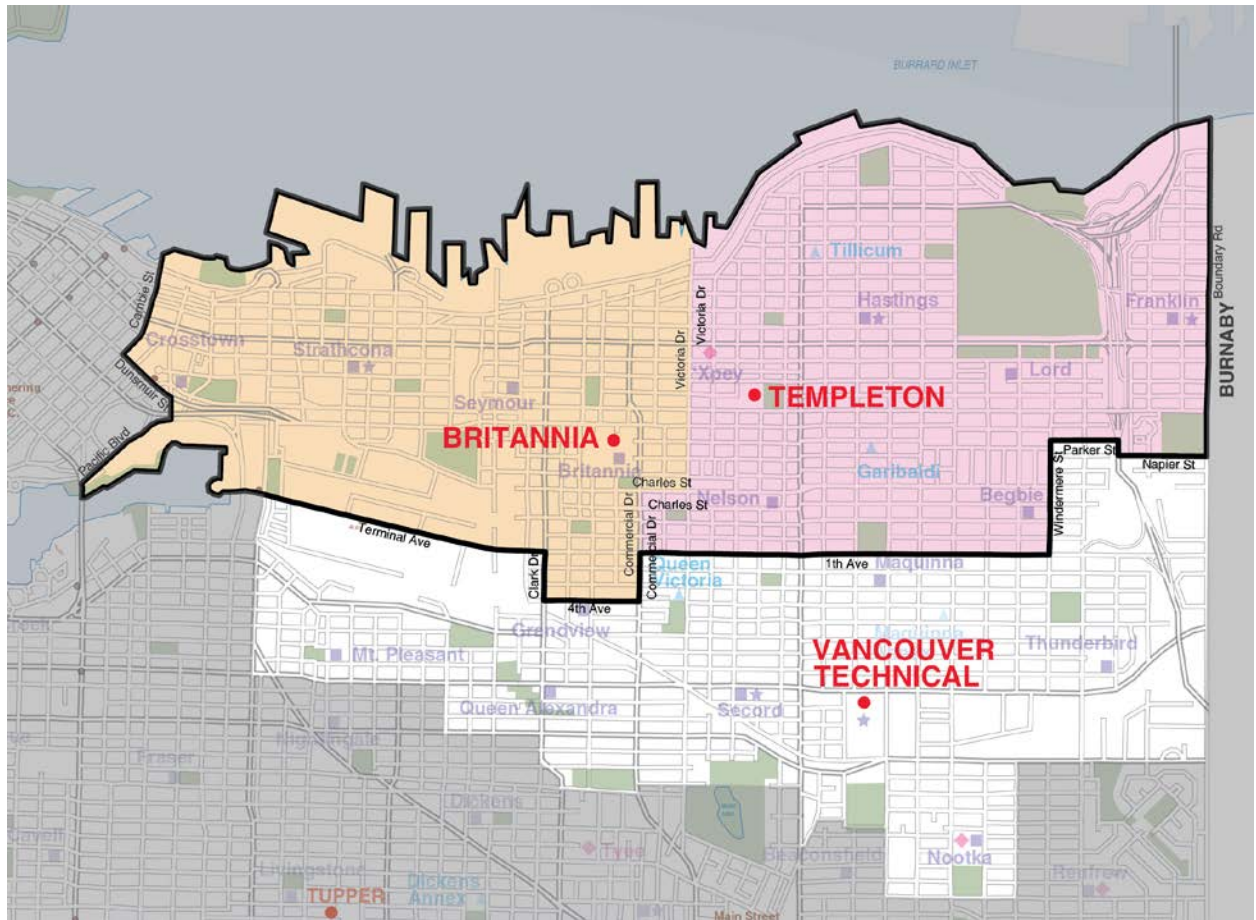 BURRARD INLET
Tillicum
Boundary Rd
Hastings
Franklin
Cambie St
Victoria Dr
Victoria Dr
BURNABY
Crosstown
Strathcona
Dunsmuir St
Xpey
Lord
Seymour
TEMPLETON
BRITANNIA
Pacific Blvd
Britannia
Garibaldi
Parker St
Napier St
Charles St
Charles St
Nelson
Begbie
Windermere St
Terminal Ave
Commercial Dr
Commercial Dr
Clark Dr
1th Ave
Queen
Victoria
Maquinna
4th Ave
Grendview
Maquinna
VANCOUVER
TECHNICAL
Thunderbird
Mt. Pleasant
Queen Alexandra
Secord
Nightingale
Fraser
Dickens
Tyee
Beaconsfield
Nootka
Renfrew
Livingstone
Dickens
Annex
TUPPER
Main Street